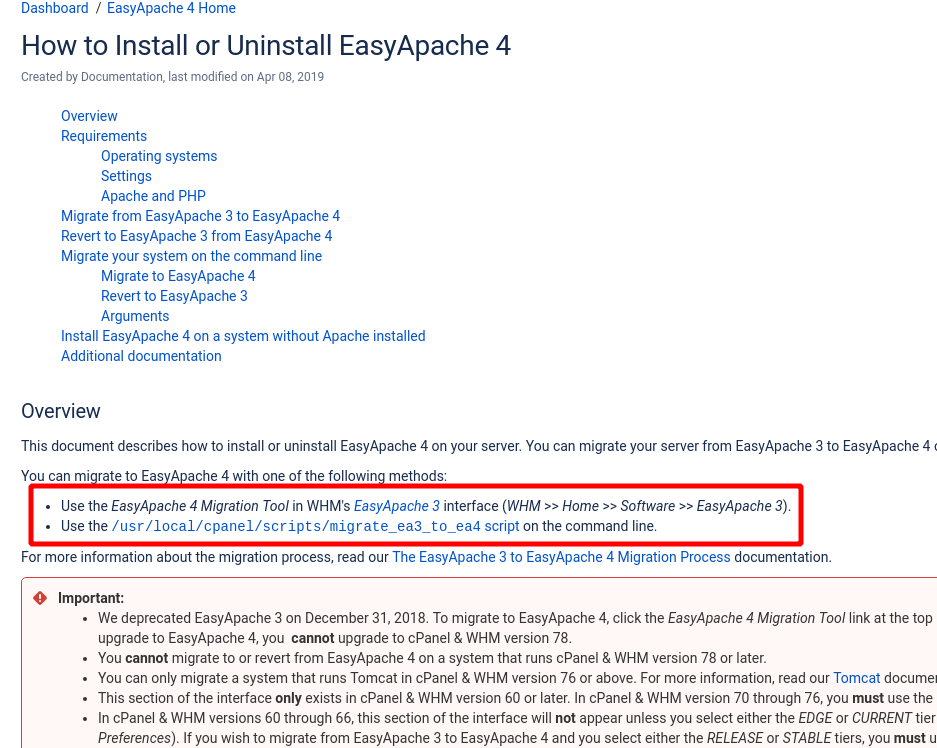 Dashboard / EasyApache 4 Home
How to Install or Uninstall EasyApache 4
Created by Documentation, last modified on Apr 08, 2019
Overview
Requirements
Operating systems
Settings
Apache and PHP
Migrate from EasyApache 3 to EasyApache 4
Revert to EasyApache 3 from EasyApache 4
Migrate your system on the command line
Migrate to EasyApache 4
Revert to EasyApache 3
Arguments
Install EasyApache 4 on a system without Apache installed
Additional documentation
Overview
This document describes how to install or uninstall EasyApache 4 on your server. You can migrate your server from EasyApache 3 to EasyApache 4
You can migrate to EasyApache 4 with one of the following methods:
• Use the EasyApache 4 Migration Tool in WHM's EasyApache 3 interface (WHM >> Home >> Software >> EasyApache 3).
• Use the /usr/local/cpanel/scripts/migrate_ea3_to_ea4 script on the command line.
For more information about the migration process, read our The EasyApache 3 to EasyApache 4 Migration Process documentation.
Important:
• We deprecated EasyApache 3 on December 31, 2018. To migrate to EasyApache 4, click the EasyApache 4 Migration Tool link at the top
upgrade to EasyApache 4, you cannot upgrade to cPanel & WHM version 78.
• You cannot migrate to or revert from EasyApache 4 on a system that runs cPanel & WHM version 78 or later.
• You can only migrate a system that runs Tomcat in cPanel & WHM version 76 or above. For more information, read our Tomcat documen
• This section of the interface only exists in cPanel & WHM version 60 or later. In cPanel & WHM version 70 through 76, you must use the
• In cPanel & WHM versions 60 through 66, this section of the interface will not appear unless you select either the EDGE or CURRENT tier
Preferences). If you wish to migrate from EasyApache 3 to EasyApache 4 and you select either the RELEASE or STABLE tiers, you must u